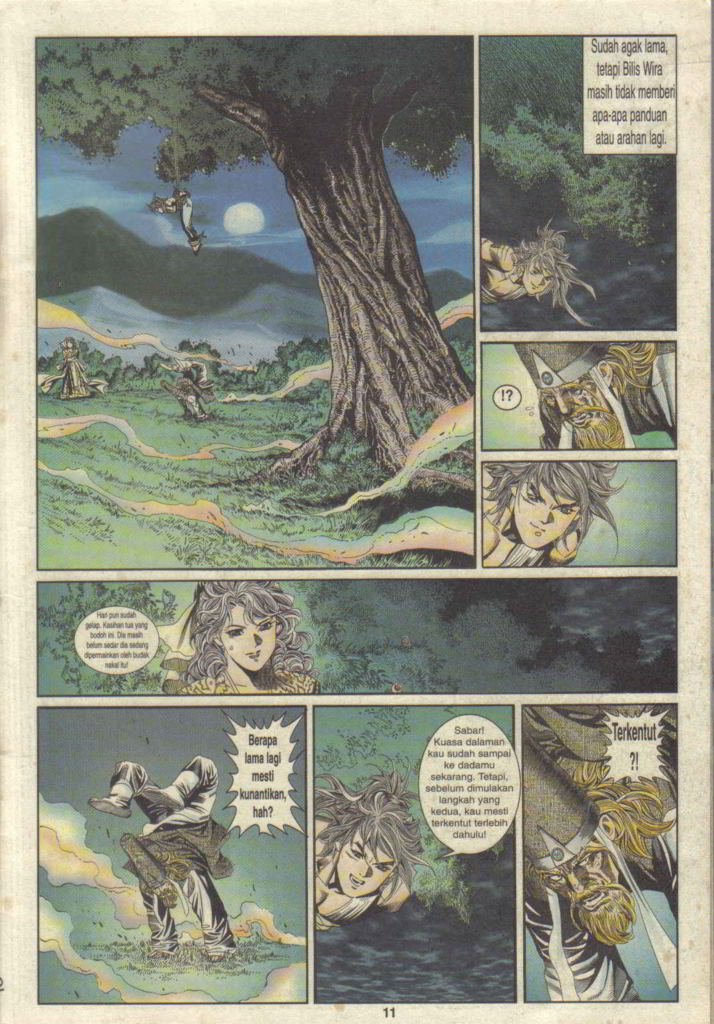 Sudah agak lama,
tetapi Bilis Wira
masih tidak memberi
apa-apa panduan
atau arahan lagi.
!?
Hari pun sudah
gelap. Kasihan tua yang
bodoh ini. Dia masih
belum sedar dia sedang
dipermainkan oleh budak
nakal itu!
Berapa
lama lagi
mesti
kunantikan,
hah?
Sabar!
Kuasa dalaman
kau sudah sampai
ke dadamu
sekarang. Tetapi,
sebelum dimulakan
langkah yang
kedua, kau mesti
terkentut terlebih
dahulu!
Terkentut
?!
11